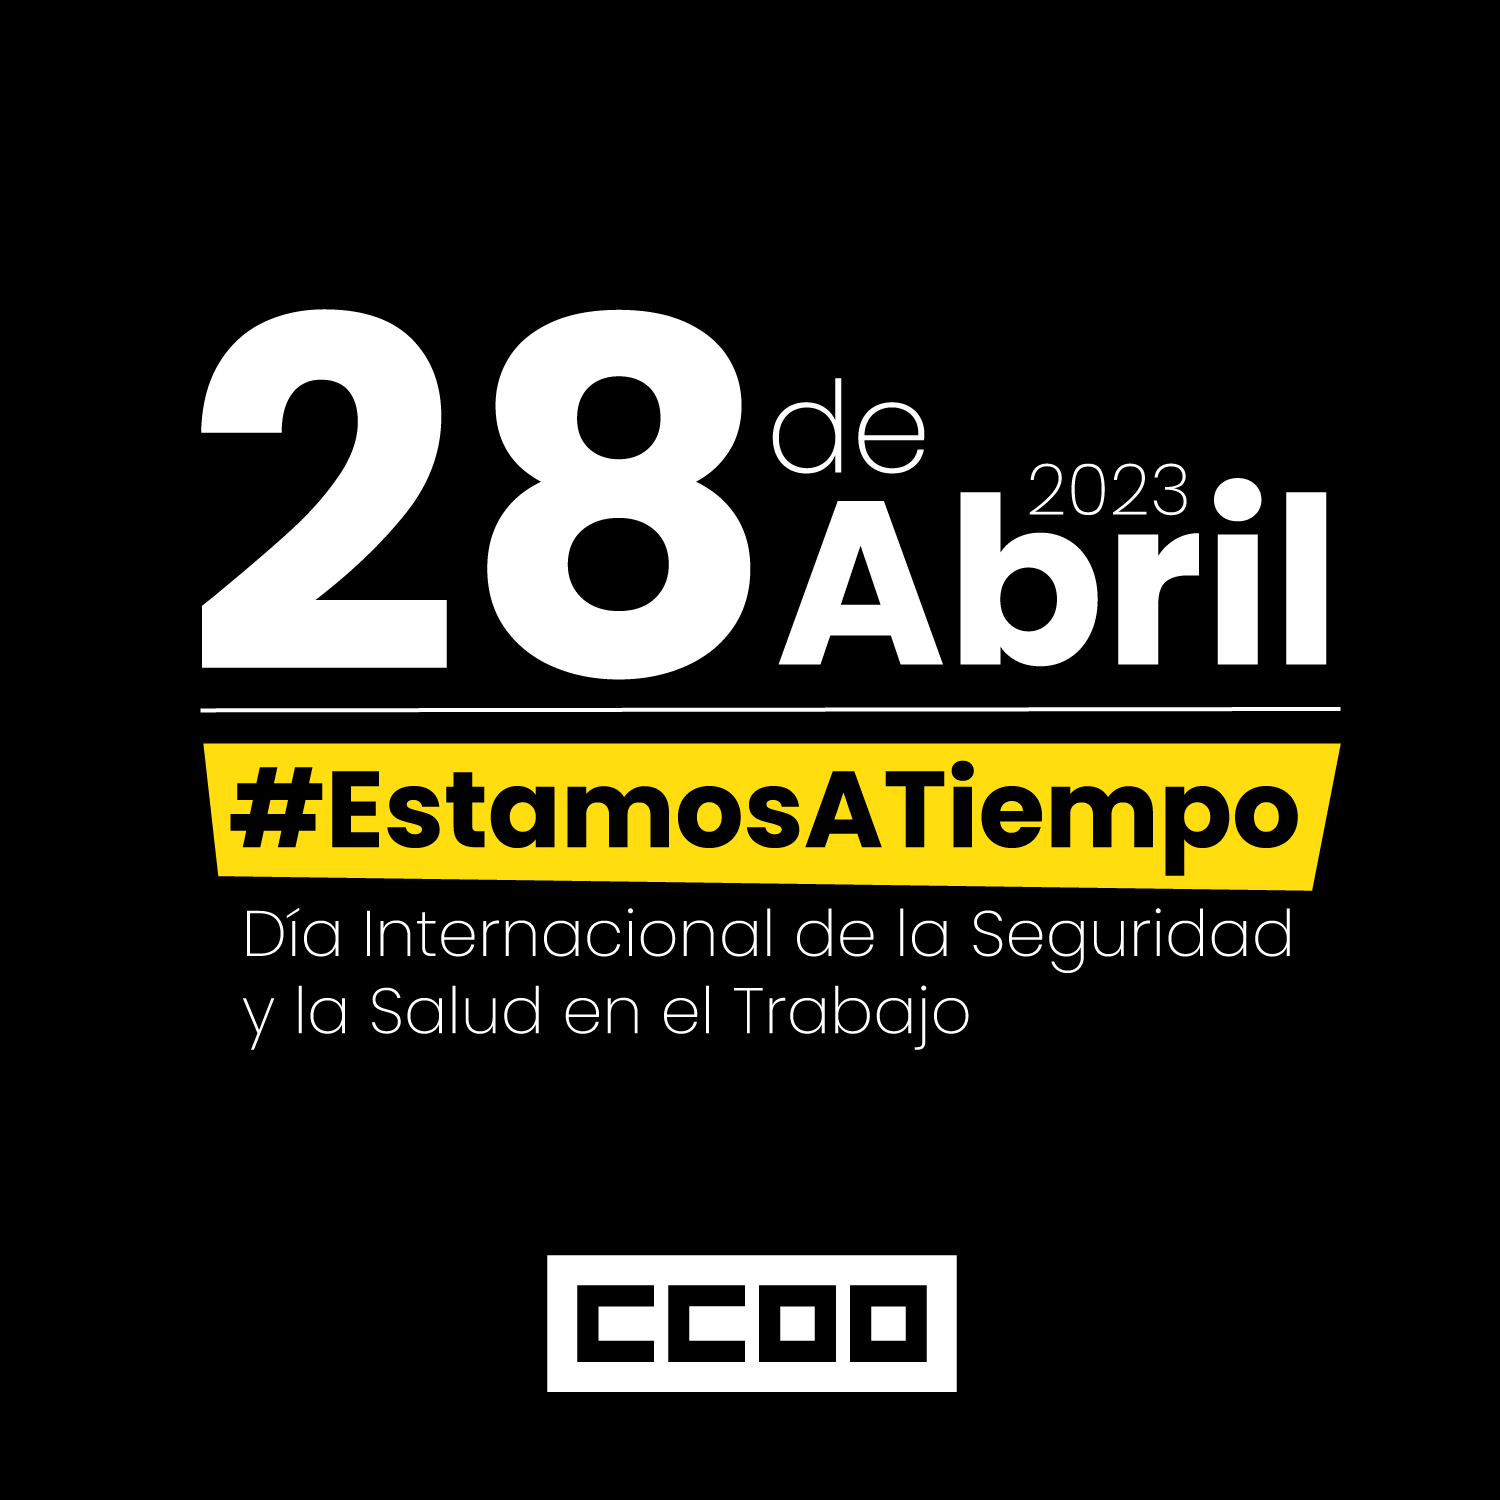 28 de
2023
Abril
#EstamosATiempo
Día Internacional de la Seguridad
y la Salud en el Trabajo
CCOO